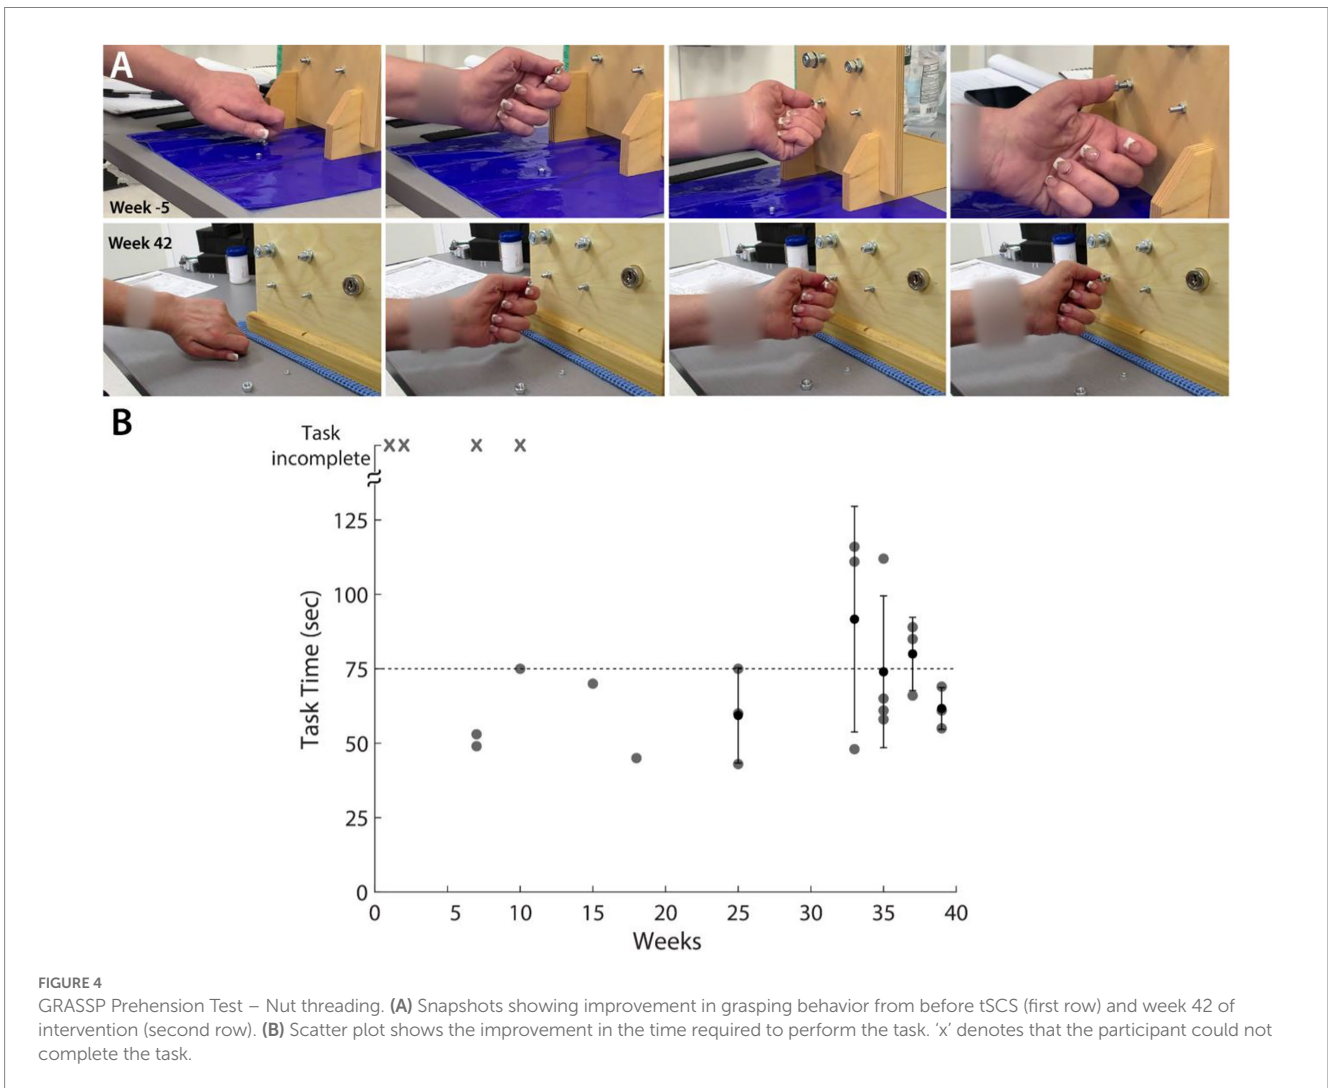 A
Week -5
Week 42
B
Task
incomplete
x x x x
125
100
75
50
25
0
Task Time (sec)
0 5 10 15 20 25 30 35 40
Weeks
FIGURE 4
GRASSP Prehension Test – Nut threading. (A) Snapshots showing improvement in grasping behavior from before tSCS (first row) and week 42 of
intervention (second row). (B) Scatter plot shows the improvement in the time required to perform the task. ‘x’ denotes that the participant could not
complete the task.